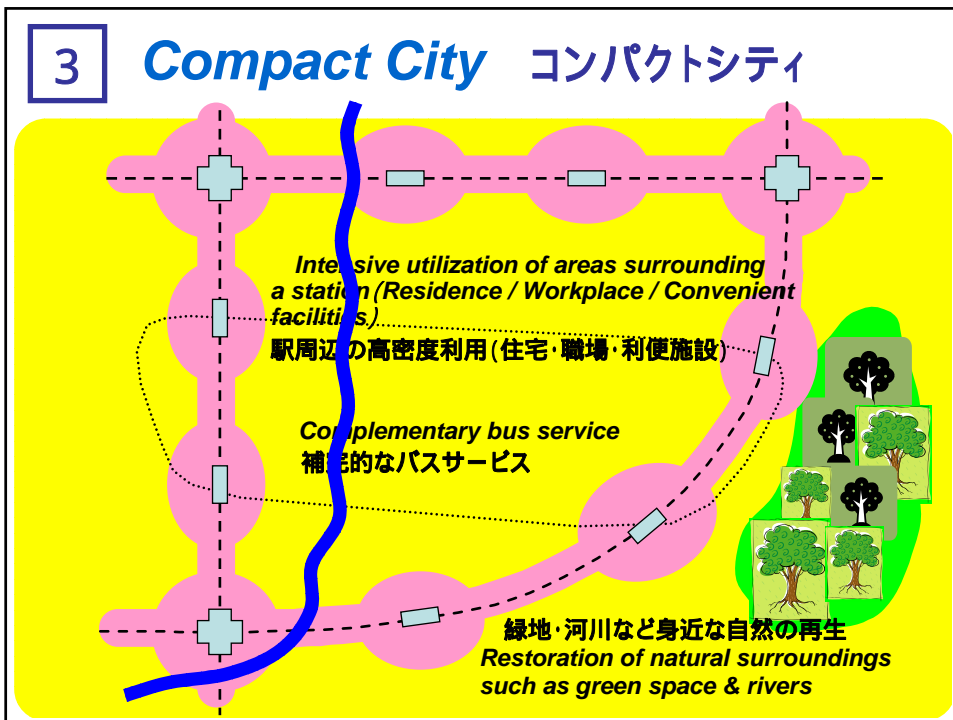 3
Compact City コンパクトシティ
Intensive utilization of areas surrounding
a station(Residence / Workplace / Convenient
facilities)
駅周辺の高密度利用(住宅・職場・利便施設)
Complementary bus service
補完的なバスサービス
緑地・河川など身近な自然の再生
Restoration of natural surroundings
such as green space & rivers